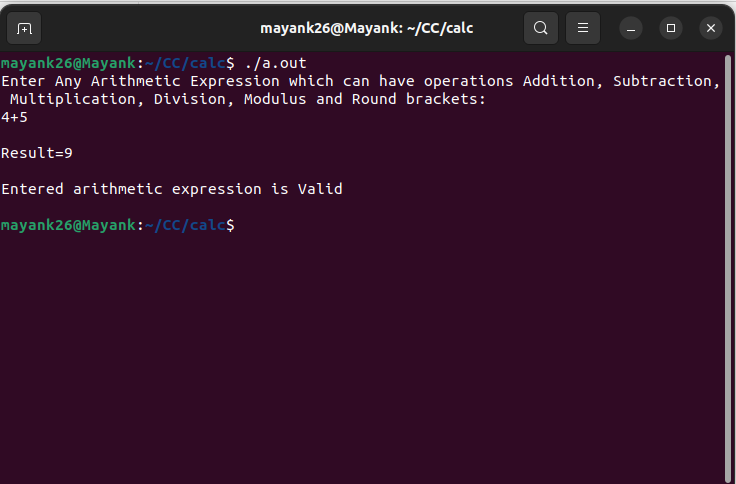 mayank26@Mayank: ~/CC/calc
mayank26@Mayank:~/CC/calc$ ./a.out
Enter Any Arithmetic Expression which can have operations Addition, Subtraction,
 Multiplication, Division, Modulus and Round brackets:
4+5
Result=9
Entered arithmetic expression is Valid
mayank26@Mayank:~/CC/calc$